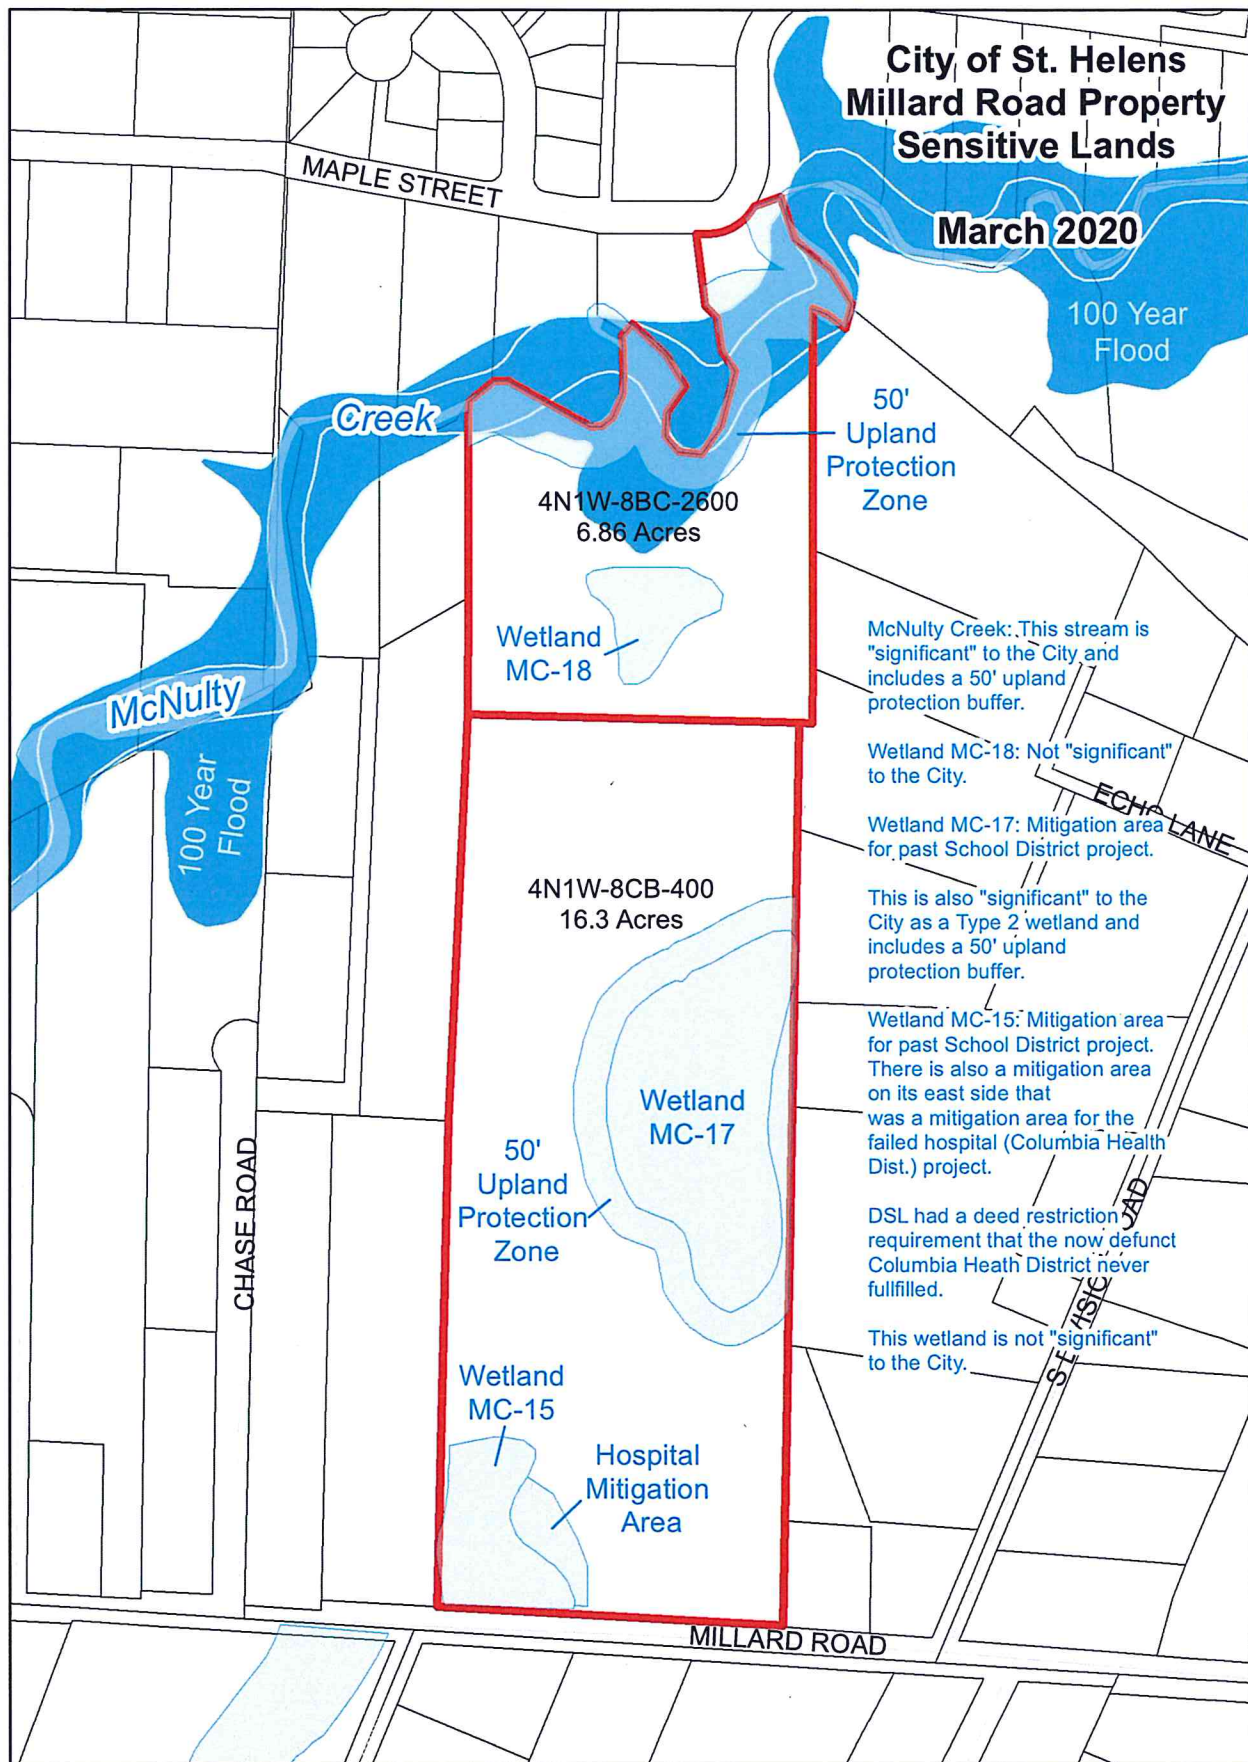 City of St. Helens
Millard Road Property
Sensitive Lands
March 2020
MAPLE STREET
100 Year
Flood
Creek
50'
Upland
Protection
Zone
4N1W-8BC-2600
6.86 Acres
Wetland
MC-18
McNulty
100 Year
Flood
McNulty Creek: This stream is
"significant" to the City and
includes a 50' upland
protection buffer.
Wetland MC-18: Not "significant"
to the City.
ECHO LANE
Wetland MC-17: Mitigation area
for past School District project.
This is also "significant" to the
City as a Type 2 wetland and
includes a 50' upland
protection buffer.
Wetland MC-15: Mitigation area
for past School District project.
There is also a mitigation area
on its east side that
was a mitigation area for the
failed hospital (Columbia Health
Dist.) project.
DSL had a deed restriction
requirement that the now defunct
Columbia Heath District never
fullfilled.
This wetland is not "significant"
to the City.
4N1W-8CB-400
16.3 Acres
Wetland
MC-17
50'
Upland
Protection
Zone
CHASE ROAD
Wetland
MC-15
Hospital
Mitigation
Area
MILLARD ROAD